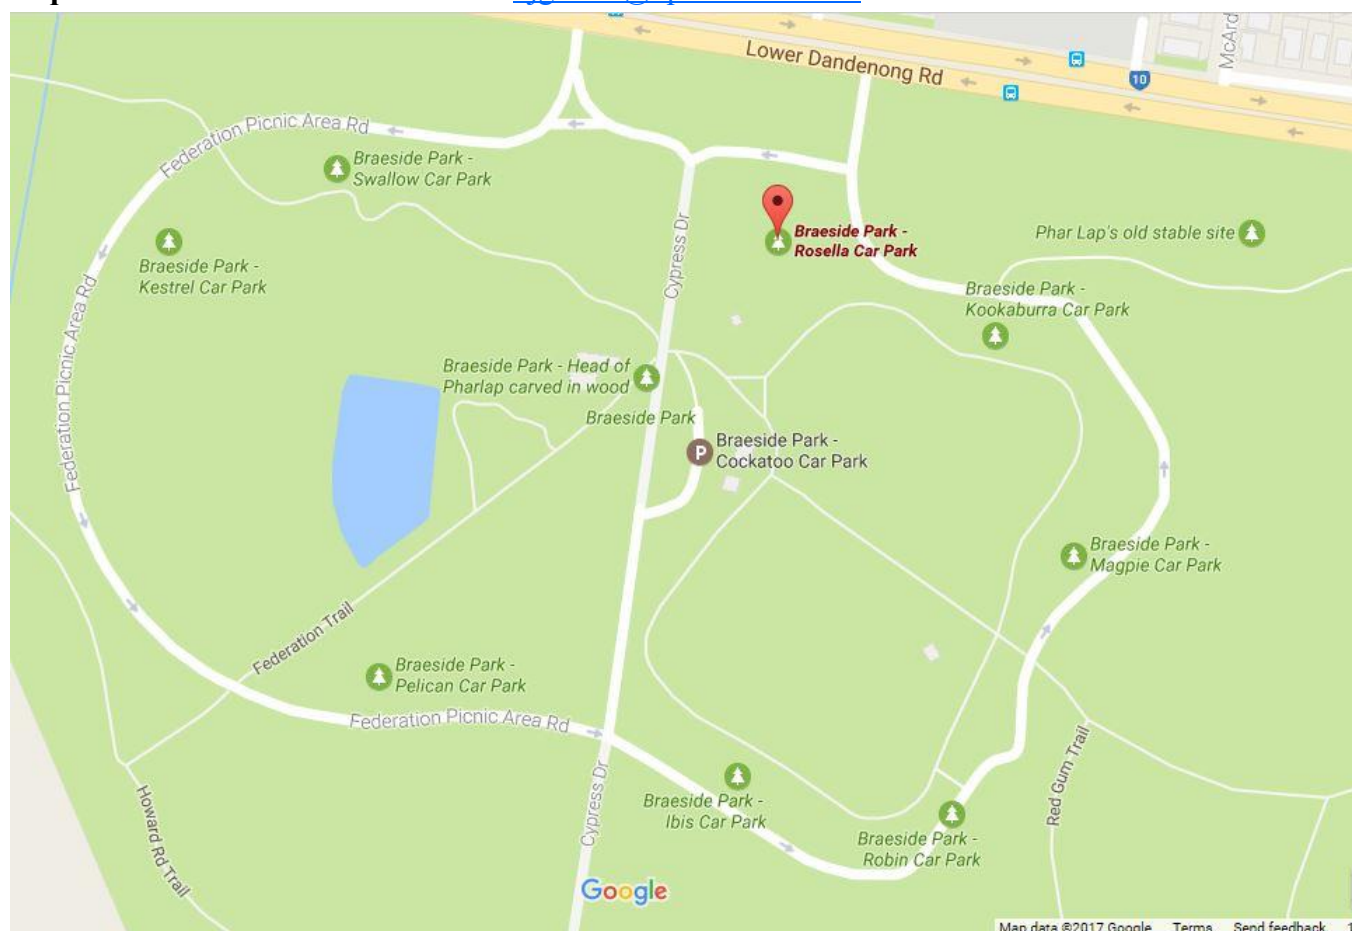 Lower Dandenong Rd
McArd
10
Federation Picnic Area Rd
Braeside Park -
Swallow Car Park
Braeside Park -
Rosella Car Park
Phar Lap's old stable site
Braeside Park -
Kestrel Car Park
Cypress Dr
Braeside Park -
Kookaburra Car Park
Federation Picnic Area Rd
Braeside Park - Head of
Pharlap carved in wood
Braeside Park
P
Braeside Park -
Cockatoo Car Park
Braeside Park -
Magpie Car Park
Federation Trail
Braeside Park -
Pelican Car Park
Federation Picnic Area Rd
Cypress Dr
Red Gum Trail
Howard Rd Trail
Braeside Park -
Ibis Car Park
Braeside Park -
Robin Car Park
Google
Map data ©2017 Google Terms Send feedback